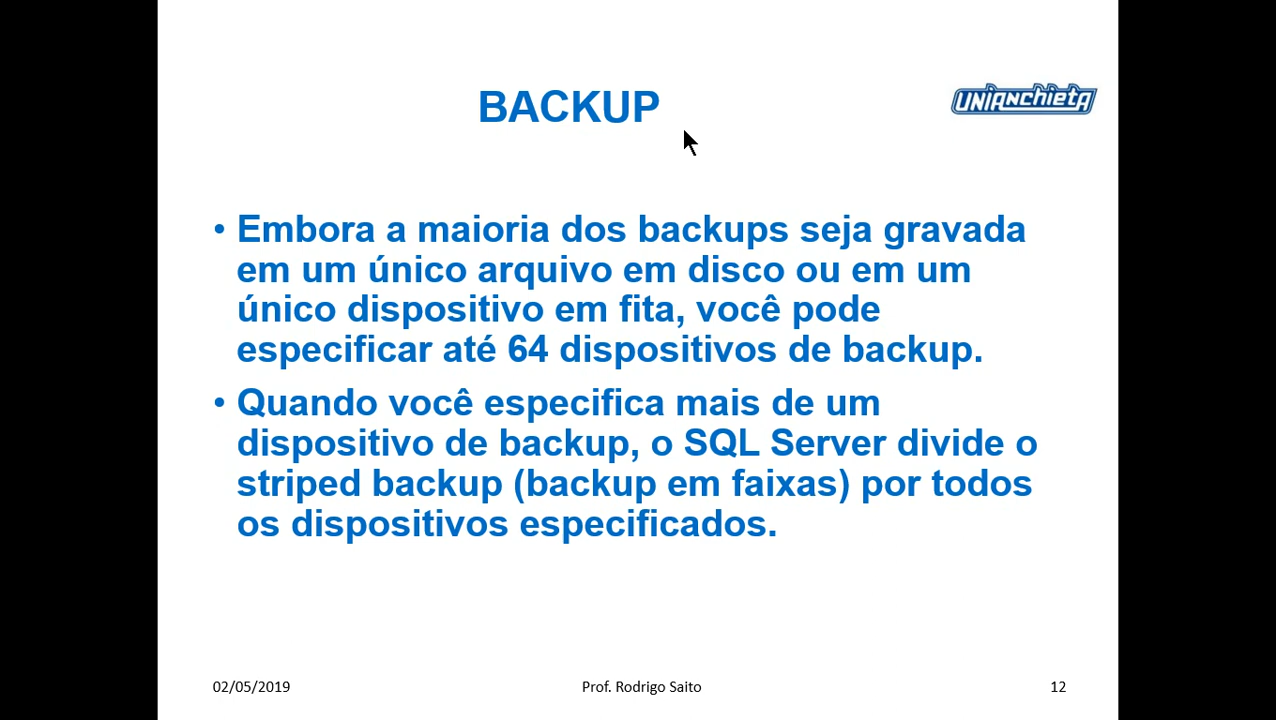 BACKUP
UNIANCHIETA
• Embora a maioria dos backups seja gravada
em um único arquivo em disco ou em um
único dispositivo em fita, você pode
especificar até 64 dispositivos de backup.
• Quando você especifica mais de um
dispositivo de backup, o SQL Server divide o
striped backup (backup em faixas) por todos
os dispositivos especificados.
02/05/2019
Prof. Rodrigo Saito
12